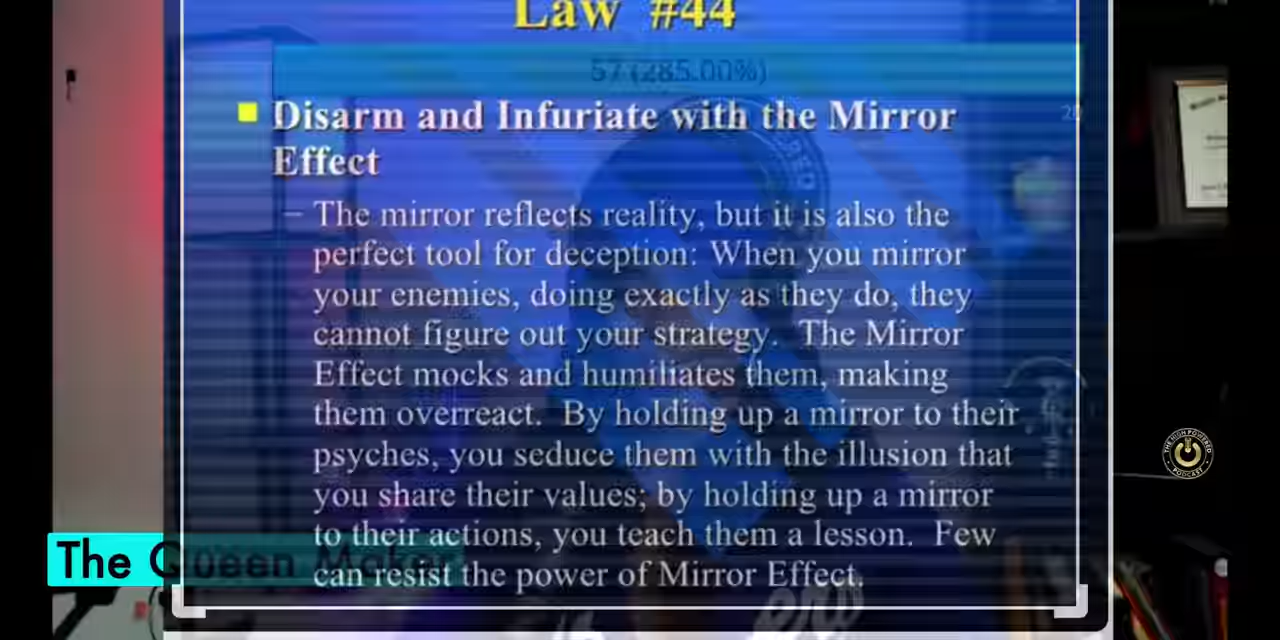 Law #44
57 (285.00%)
Disarm and Infuriate with the Mirror
Effect
– The mirror reflects reality, but it is also the
perfect tool for deception: When you mirror
your enemies, doing exactly as they do, they
cannot figure out your strategy. The Mirror
Effect mocks and humiliates them, making
them overreact. By holding up a mirror to their
psyches, you seduce them with the illusion that
you share their values; by holding up a mirror
to their actions, you teach them a lesson. Few
can resist the power of Mirror Effect.
The Queen Maker
THE HIGH POWERED
PODCAST